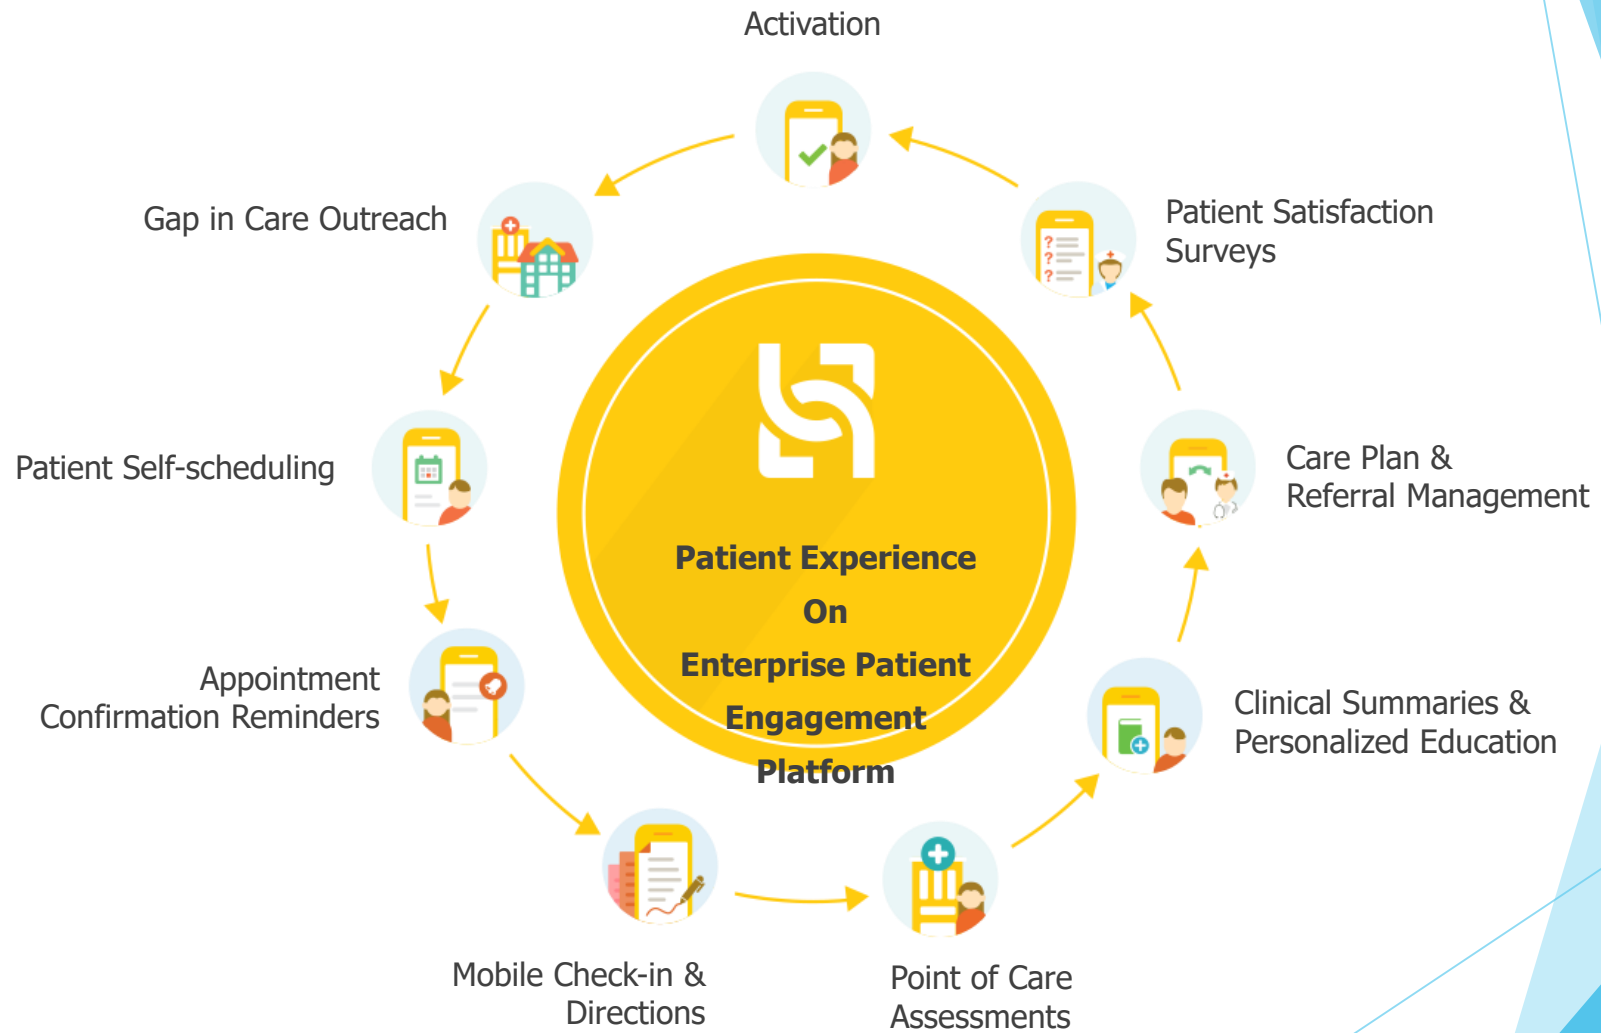 Activation
Gap in Care Outreach
Patient Satisfaction
Surveys
Patient Self-scheduling
Care Plan &
Referral Management
Patient Experience
On
Enterprise Patient
Engagement
Platform
Appointment
Confirmation Reminders
Clinical Summaries &
Personalized Education
Mobile Check-in &
Directions
Point of Care
Assessments